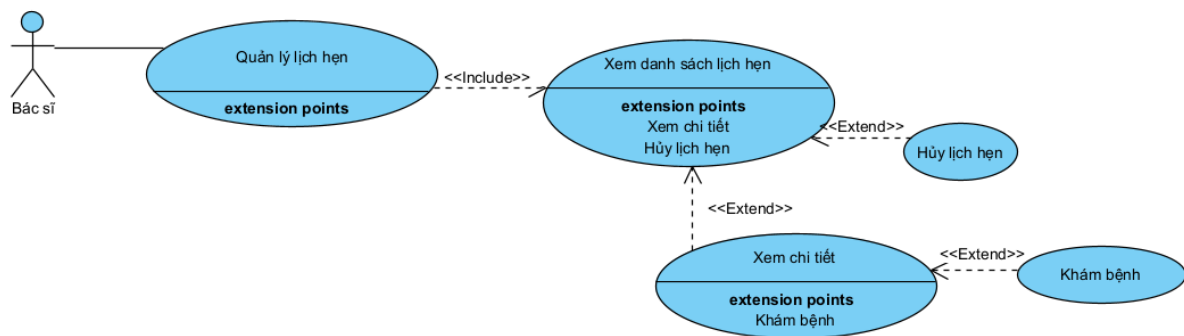 Bác sĩ
Quản lý lịch hẹn
extension points
<<Include>>
Xem danh sách lịch hẹn
extension points
Xem chi tiết
Hủy lịch hẹn
<<Extend>>
Hủy lịch hẹn
<<Extend>>
Xem chi tiết
extension points
Khám bệnh
<<Extend>>
Khám bệnh